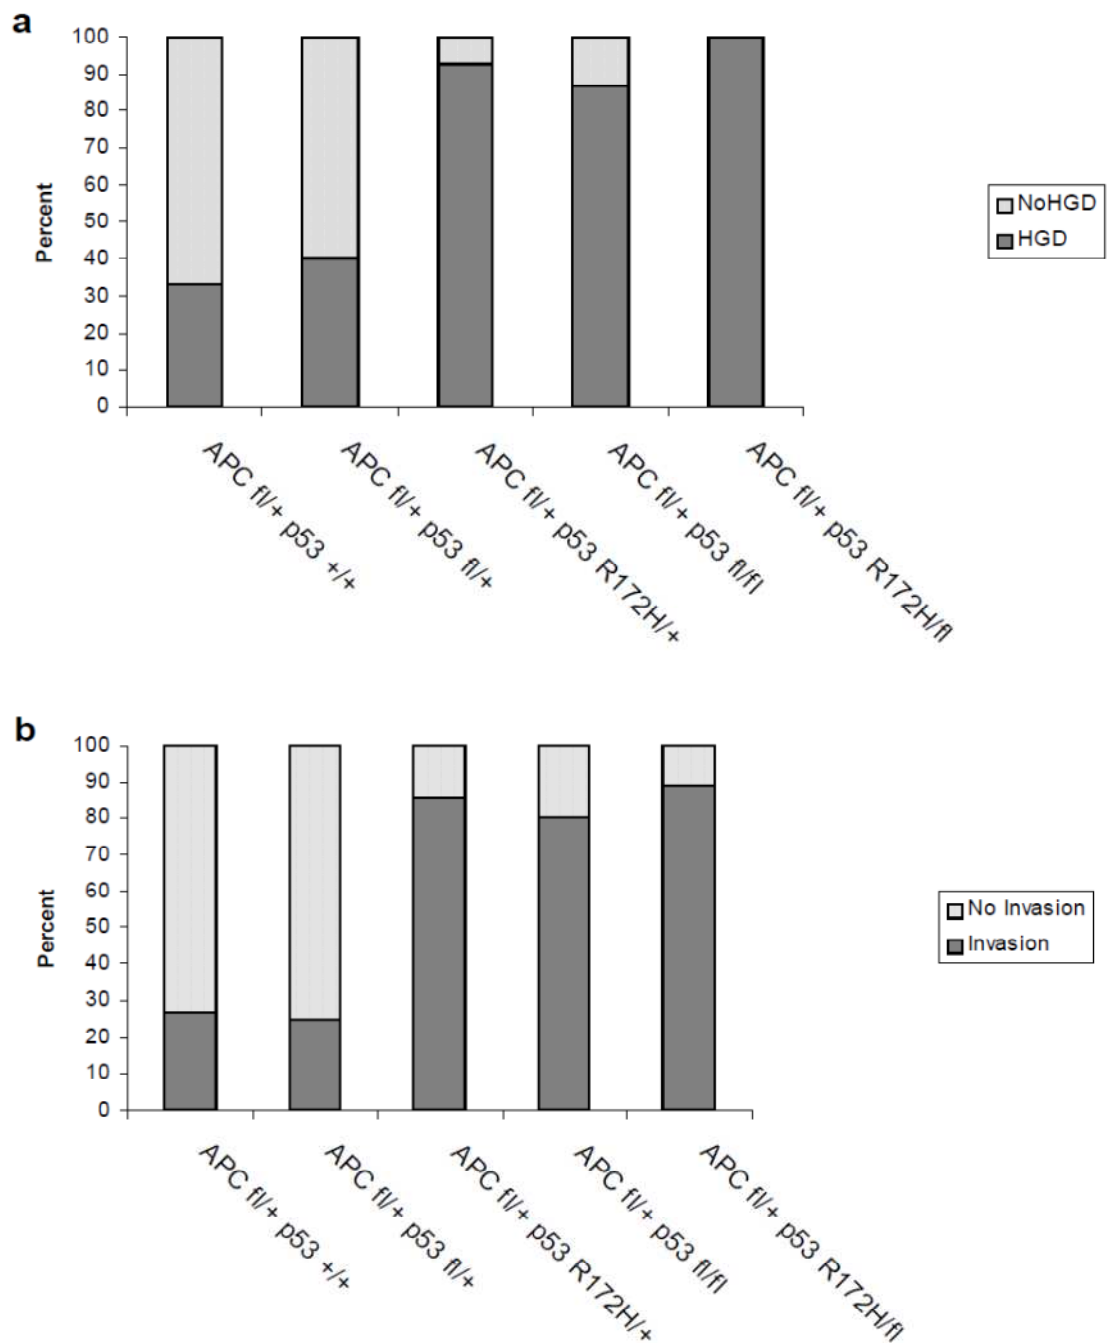 a
100
90
80
70
60
50
40
30
20
10
0
Percent
NoHGD
HGD
APC fl/+ p53 +/+
APC fl/+ p53 fl/+
APC fl/+ p53 R172H/+
APC fl/+ p53 fl/fl
APC fl/+ p53 R172H/fl
b
100
90
80
70
60
50
40
30
20
10
0
Percent
No Invasion
Invasion
APC fl/+ p53 +/+
APC fl/+ p53 fl/+
APC fl/+ p53 R172H/+
APC fl/+ p53 fl/fl
APC fl/+ p53 R172H/fl